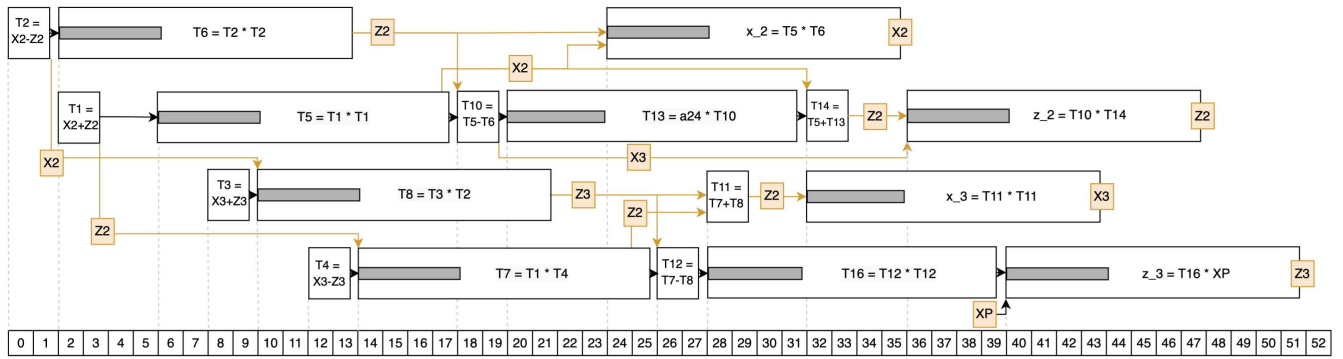 T2 =
X2-Z2
T6 = T2 * T2
Z2
x_2 = T5 * T6
X2
X2
T1 =
X2+Z2
T5 = T1 * T1
T10 =
T5-T6
T13 = a24 * T10
T14 =
T5+T13
Z2
z_2 = T10 * T14
Z2
X2
X3
T3 =
X3+Z3
T8 = T3 * T2
Z3
T11 =
T7+T8
Z2
x_3 = T11 * T11
X3
Z2
Z2
T4 =
X3-Z3
T7 = T1 * T4
T12 =
T7-T8
T16 = T12 * T12
z_3 = T16 * XP
Z3
XP
0 1 2 3 4 5 6 7 8 9 10 11 12 13 14 15 16 17 18 19 20 21 22 23 24 25 26 27 28 29 30 31 32 33 34 35 36 37 38 39 40 41 42 43 44 45 46 47 48 49 50 51 52